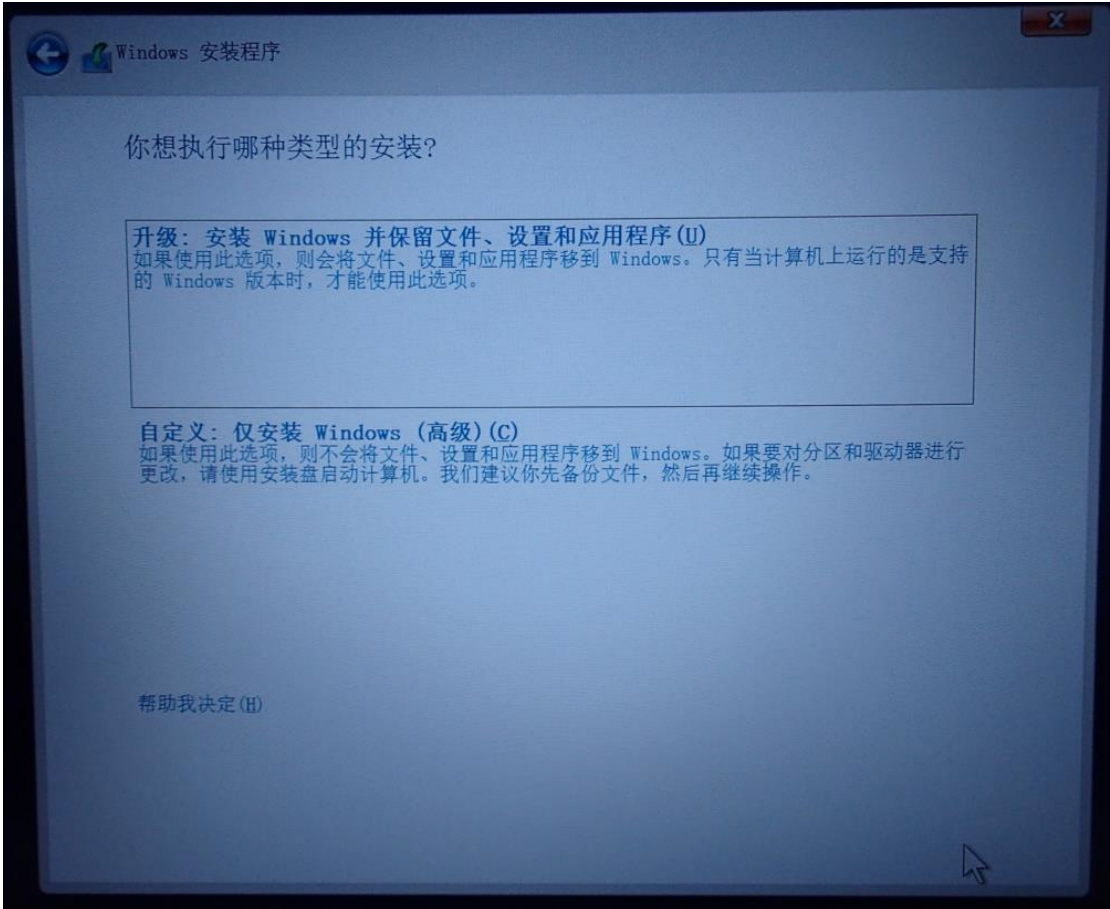 Windows 安装程序
你想执行哪种类型的安装?
升级: 安装 Windows 并保留文件、设置和应用程序(U)
如果使用此选项，则会将文件、设置和应用程序移到 Windows。只有当计算机上运行的是支持
的 Windows 版本时，才能使用此选项。
自定义: 仅安装 Windows (高级)(C)
如果使用此选项，则不会将文件、设置和应用程序移到 Windows。如果要对分区和驱动器进行
更改，请使用安装盘启动计算机。我们建议你先备份文件，然后再继续操作。
帮助我决定(H)